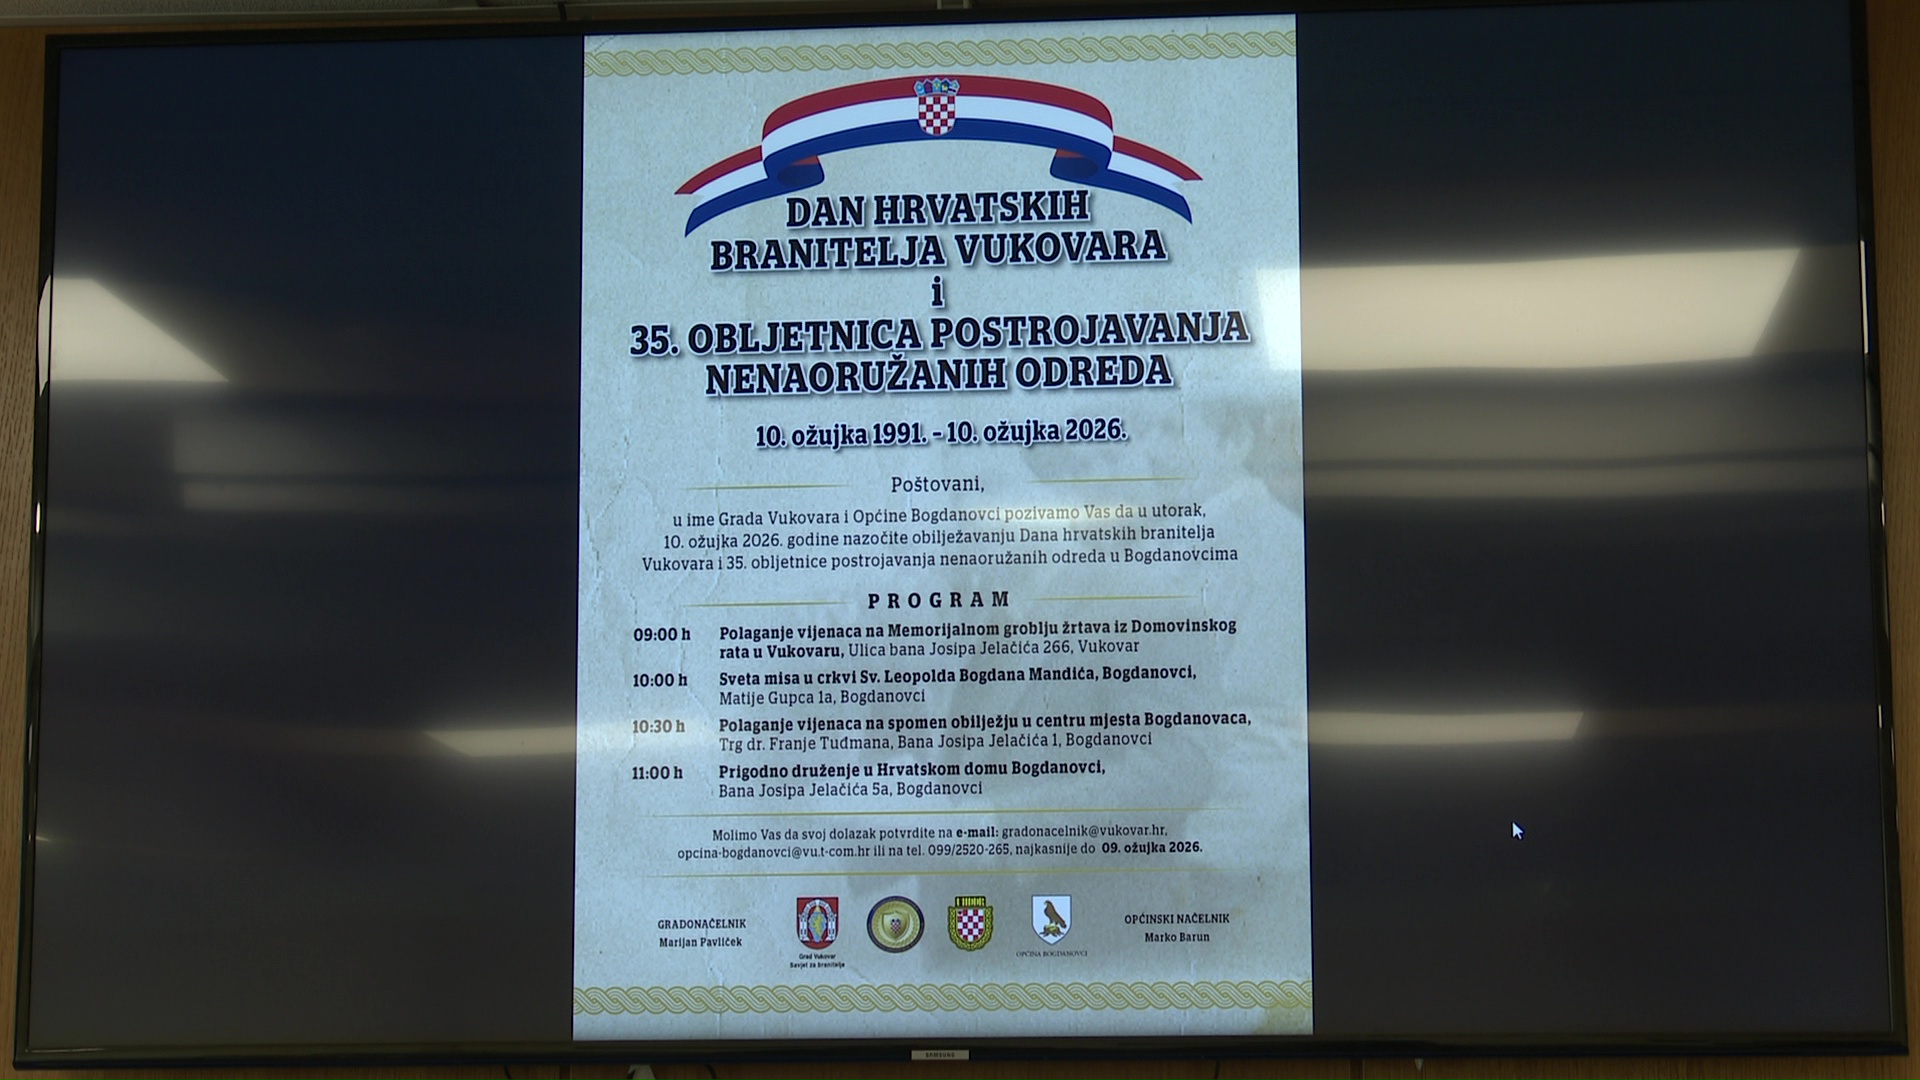 DAN HRVATSKIH
BRANITELJA VUKOVARA
i
35. OBLJETNICA POSTROJAVANJA
NENAORUŽANIH ODREDA
10. ožujka 1991. - 10. ožujka 2026.
Poštovani,
u ime Grada Vukovara i Općine Bogdanovci pozivamo Vas da u utorak,
10. ožujka 2026. godine nazočite obilježavanju Dana hrvatskih branitelja
Vukovara i 35. obljetnice postrojavanja nenaoružanih odreda u Bogdanovcima
PROGRAM
09:00 h Polaganje vijenaca na Memorijalnom groblju žrtava iz Domovinskog
rata u Vukovaru, Ulica bana Josipa Jelačića 266, Vukovar
10:00 h Sveta misa u crkvi Sv. Leopolda Bogdana Mandića, Bogdanovci,
Matije Gupca 1a, Bogdanovci
10:30 h Polaganje vijenaca na spomen obilježju u centru mjesta Bogdanovaca,
Trg dr. Franje Tuđmana, Bana Josipa Jelačića 1, Bogdanovci
11:00 h Prigodno druženje u Hrvatskom domu Bogdanovci,
Bana Josipa Jelačića 5a, Bogdanovci
Molimo Vas da svoj dolazak potvrdite na e-mail: gradonacelnik@vukovar.hr,
opcina-bogdanovci@vu.t-com.hr ili na tel. 099/2520-265, najkasnije do 09. ožujka 2026.
GRADONAČELNIK
Marijan Pavliček
Grad Vukovar
Savjet za branitelje
OPĆINA BOGDANOVCI
OPĆINSKI NAČELNIK
Marko Barun
SAMSUNG